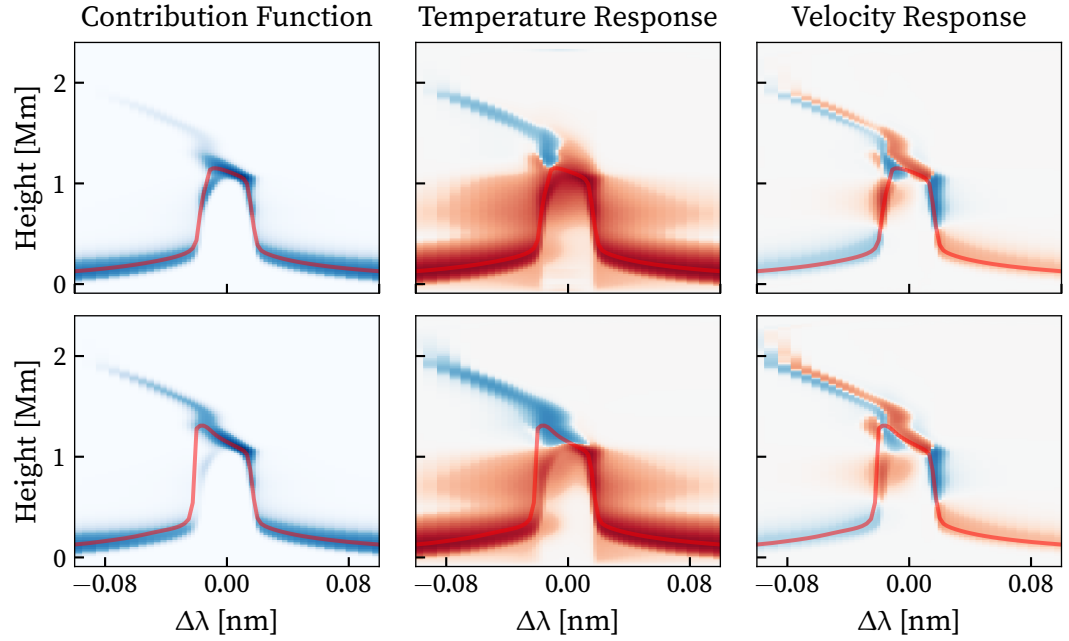 Contribution Function Temperature Response Velocity Response
Height [Mm]
2
1
0
Height [Mm]
2
1
0
−0.08 0.00 0.08 −0.08 0.00 0.08 −0.08 0.00 0.08
Δλ [nm] Δλ [nm] Δλ [nm]